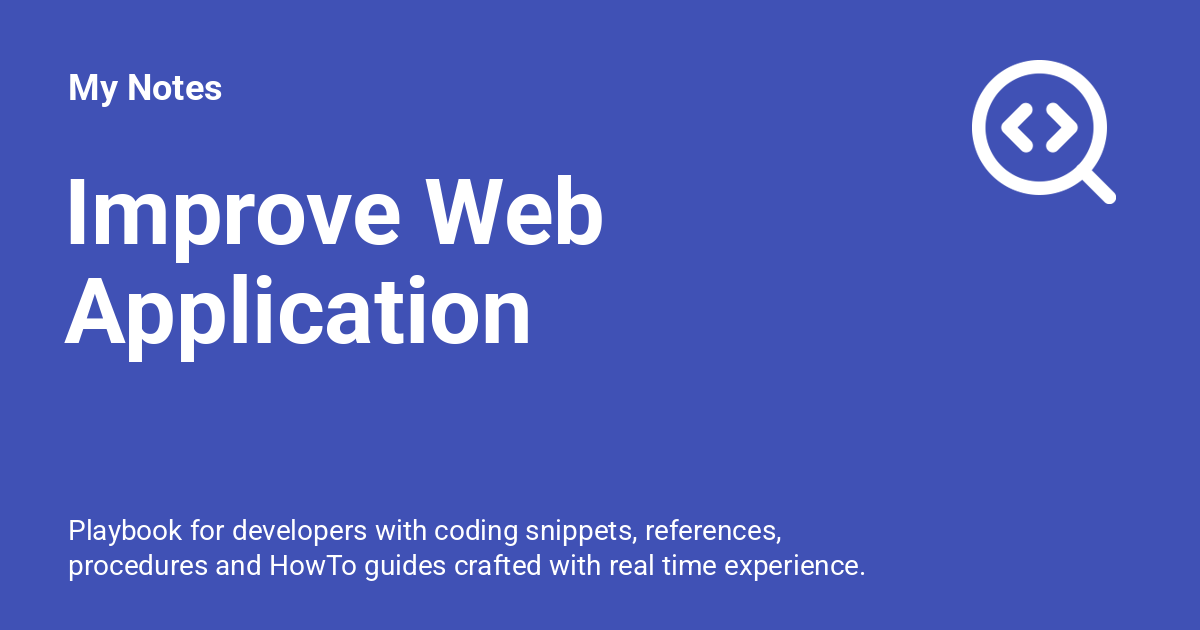 My Notes
Improve Web
Application
Playbook for developers with coding snippets, references,
procedures and HowTo guides crafted with real time experience.